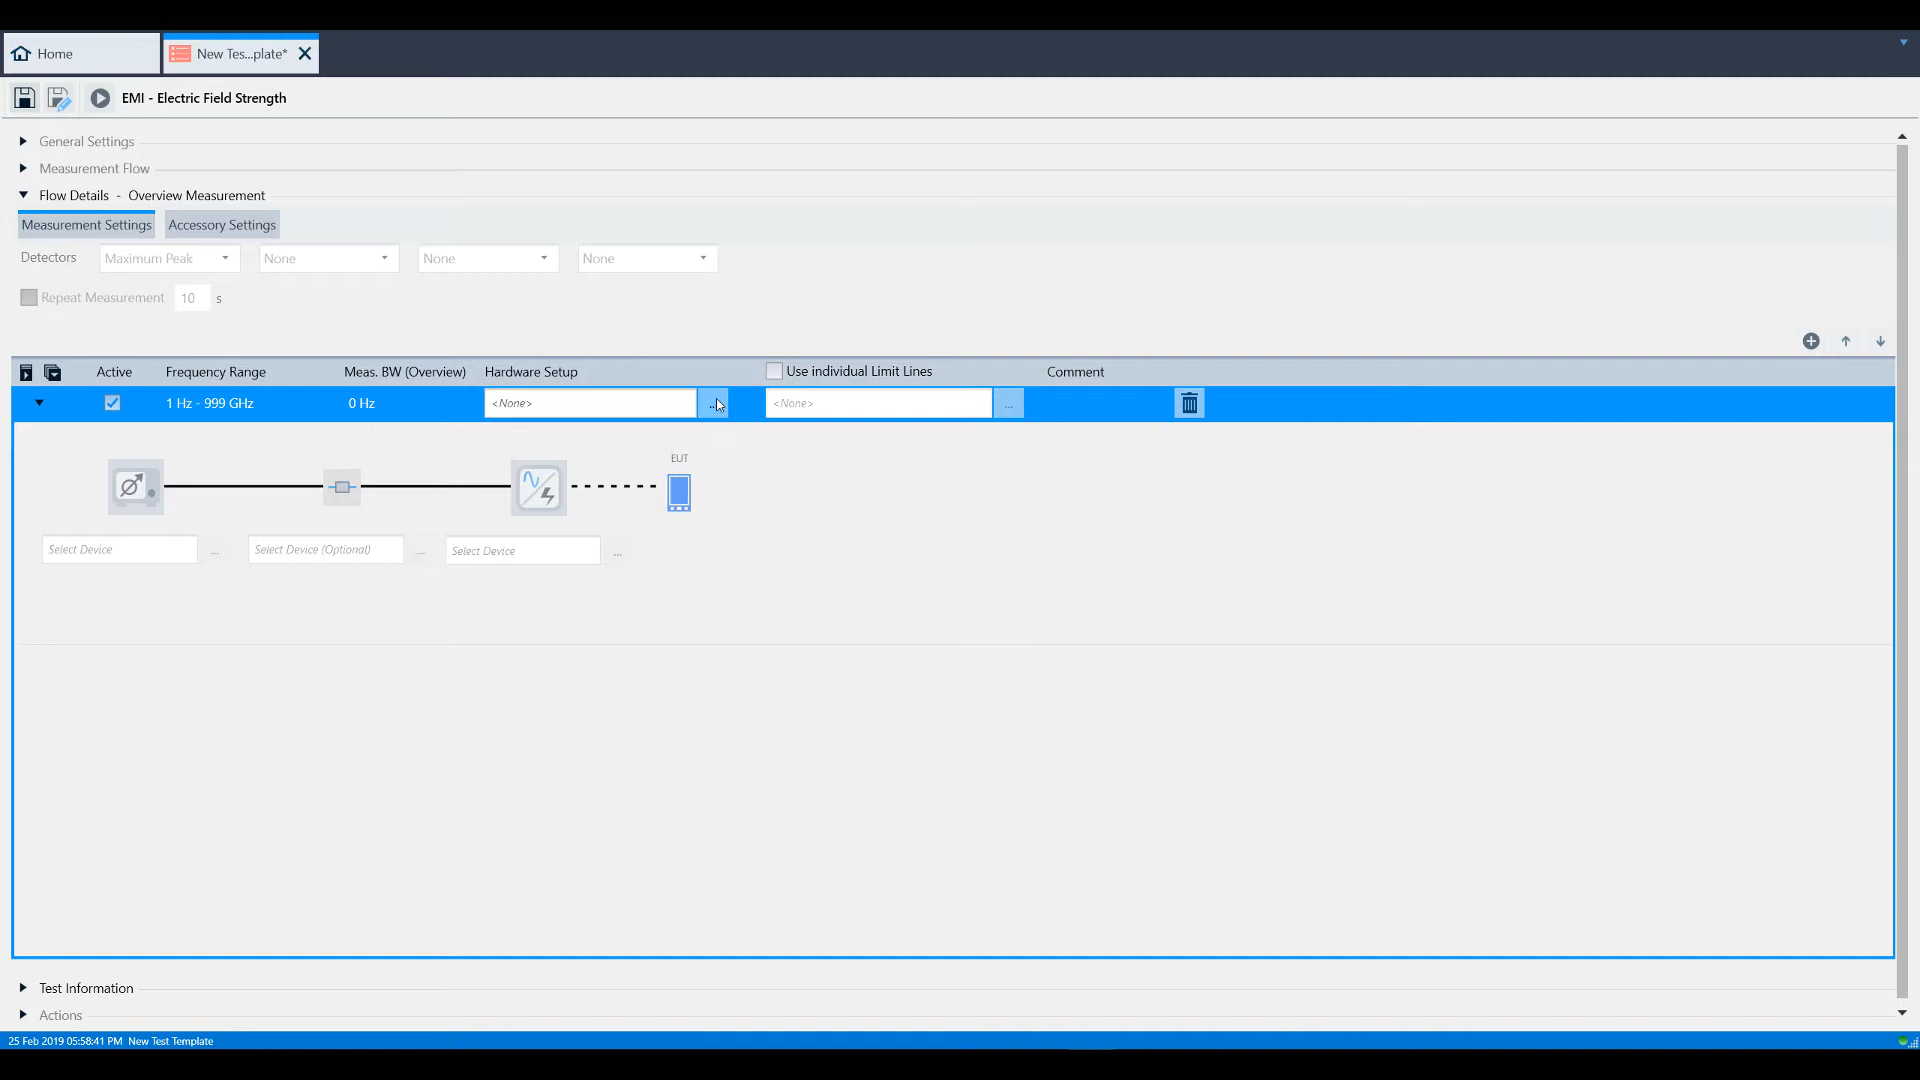 Home
New Tes...plate*
EMI - Electric Field Strength
General Settings
Measurement Flow
Flow Details - Overview Measurement
Measurement Settings
Accessory Settings
Detectors
Maximum Peak
None
None
None
Repeat Measurement
10
s
Active
Frequency Range
Meas. BW (Overview)
Hardware Setup
Use individual Limit Lines
Comment
1 Hz - 999 GHz
0 Hz
<None>
...
<None>
...
EUT
Select Device
...
Select Device (Optional)
...
Select Device
...
Test Information
Actions
25 Feb 2019 05:58:41 PM New Test Template